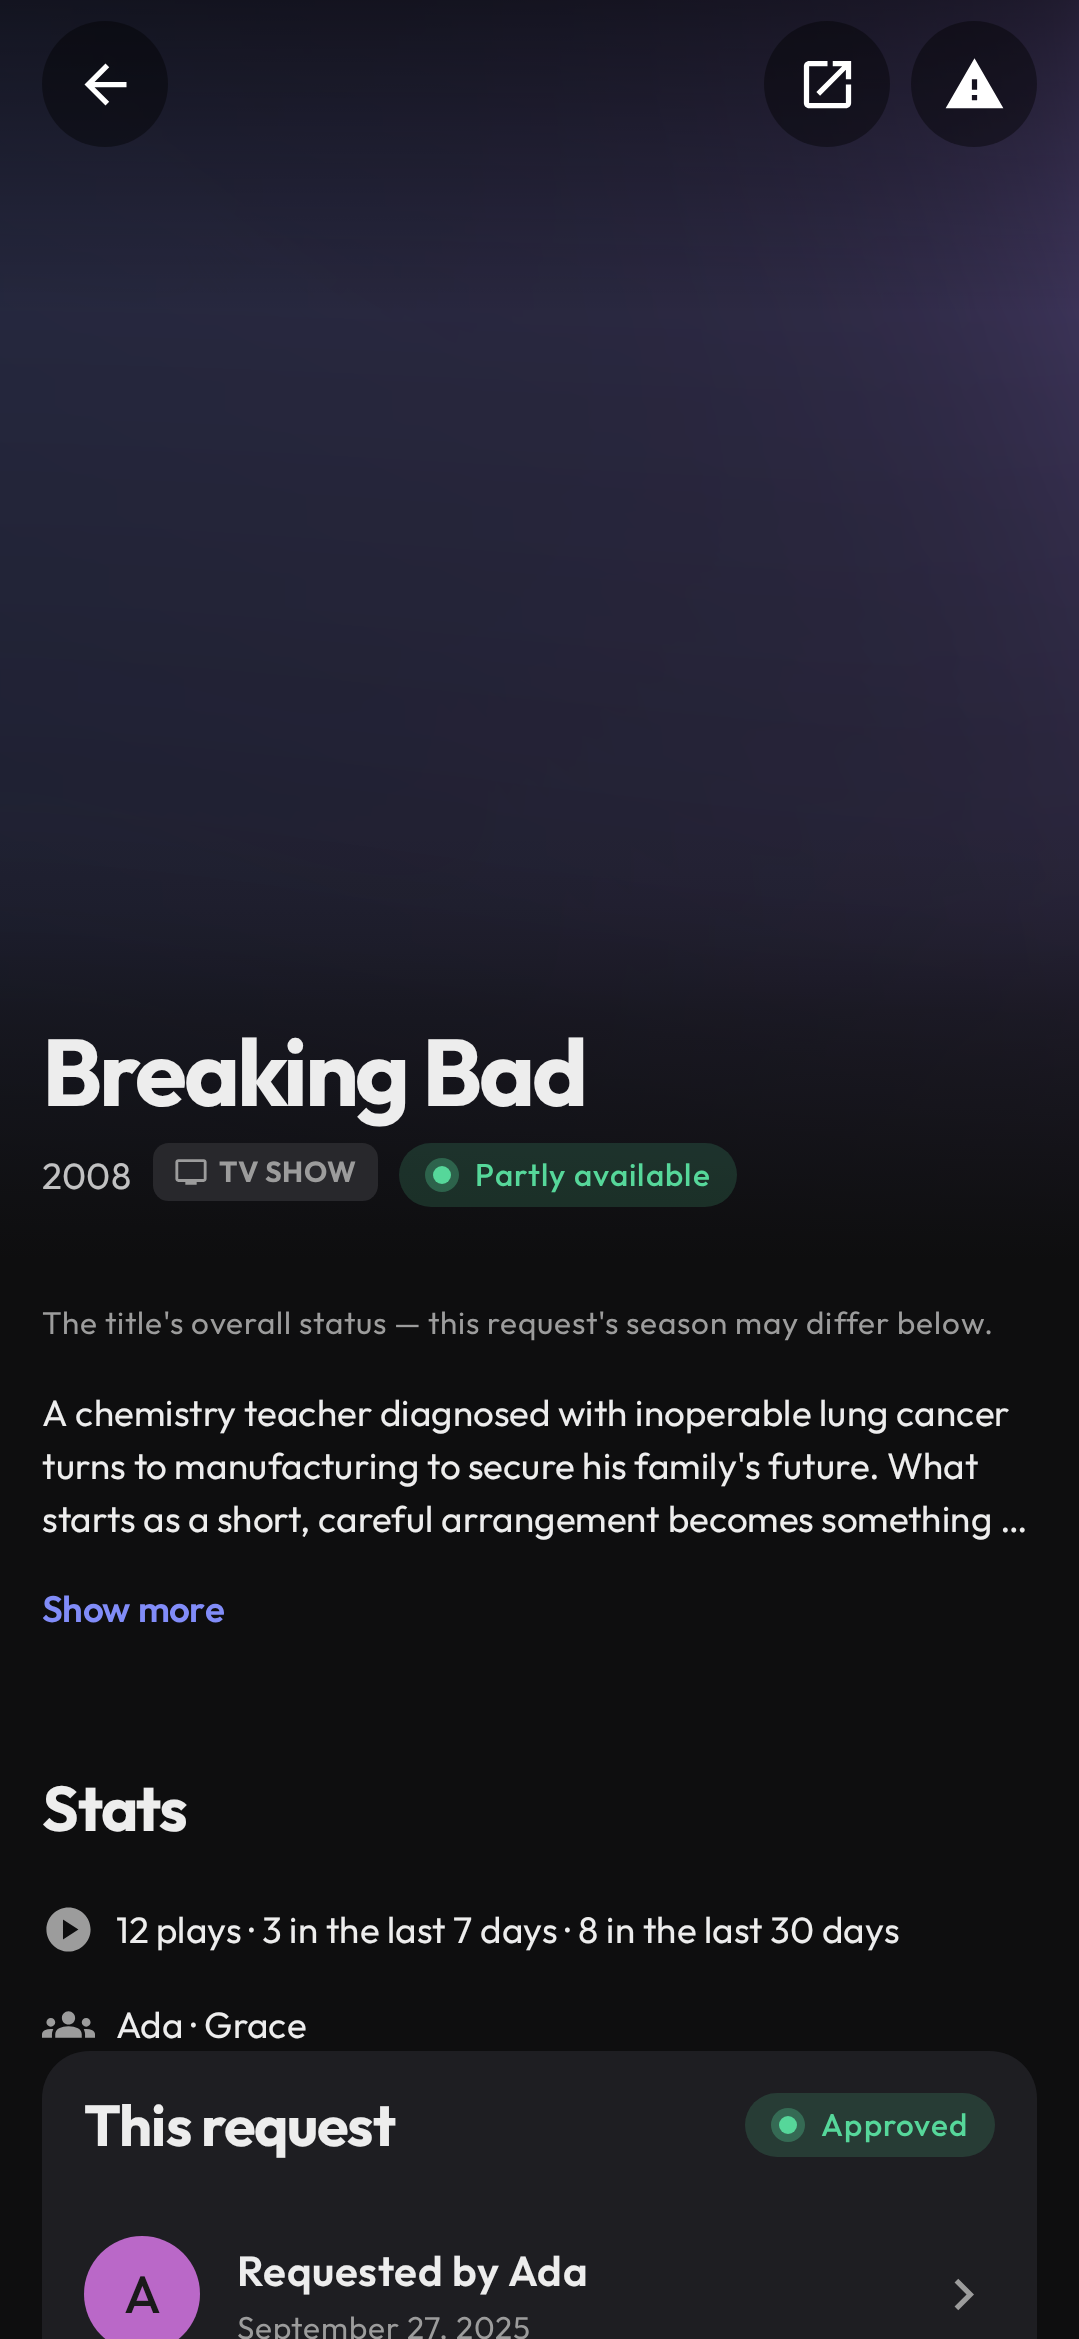 Breaking Bad
2008 TV SHOW Partly available
The title's overall status — this request's season may differ below.
A chemistry teacher diagnosed with inoperable lung cancer
turns to manufacturing to secure his family's future. What
starts as a short, careful arrangement becomes something ...
Show more
Stats
12 plays · 3 in the last 7 days · 8 in the last 30 days
Ada · Grace
This request Approved
A Requested by Ada
September 27, 2025